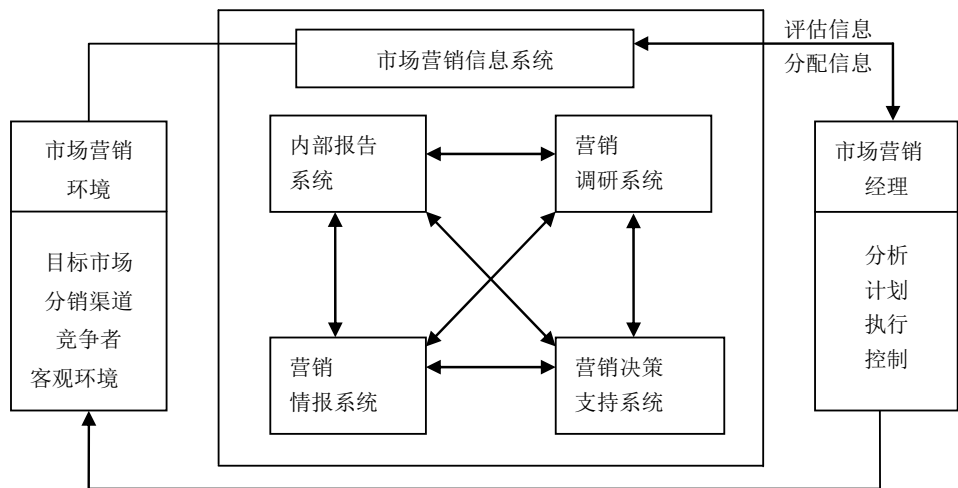 市场营销信息系统
评估信息
分配信息
市场营销
环境
目标市场
分销渠道
竞争者
客观环境
内部报告
系统
营销
调研系统
营销
情报系统
营销决策
支持系统
市场营销
经理
分析
计划
执行
控制